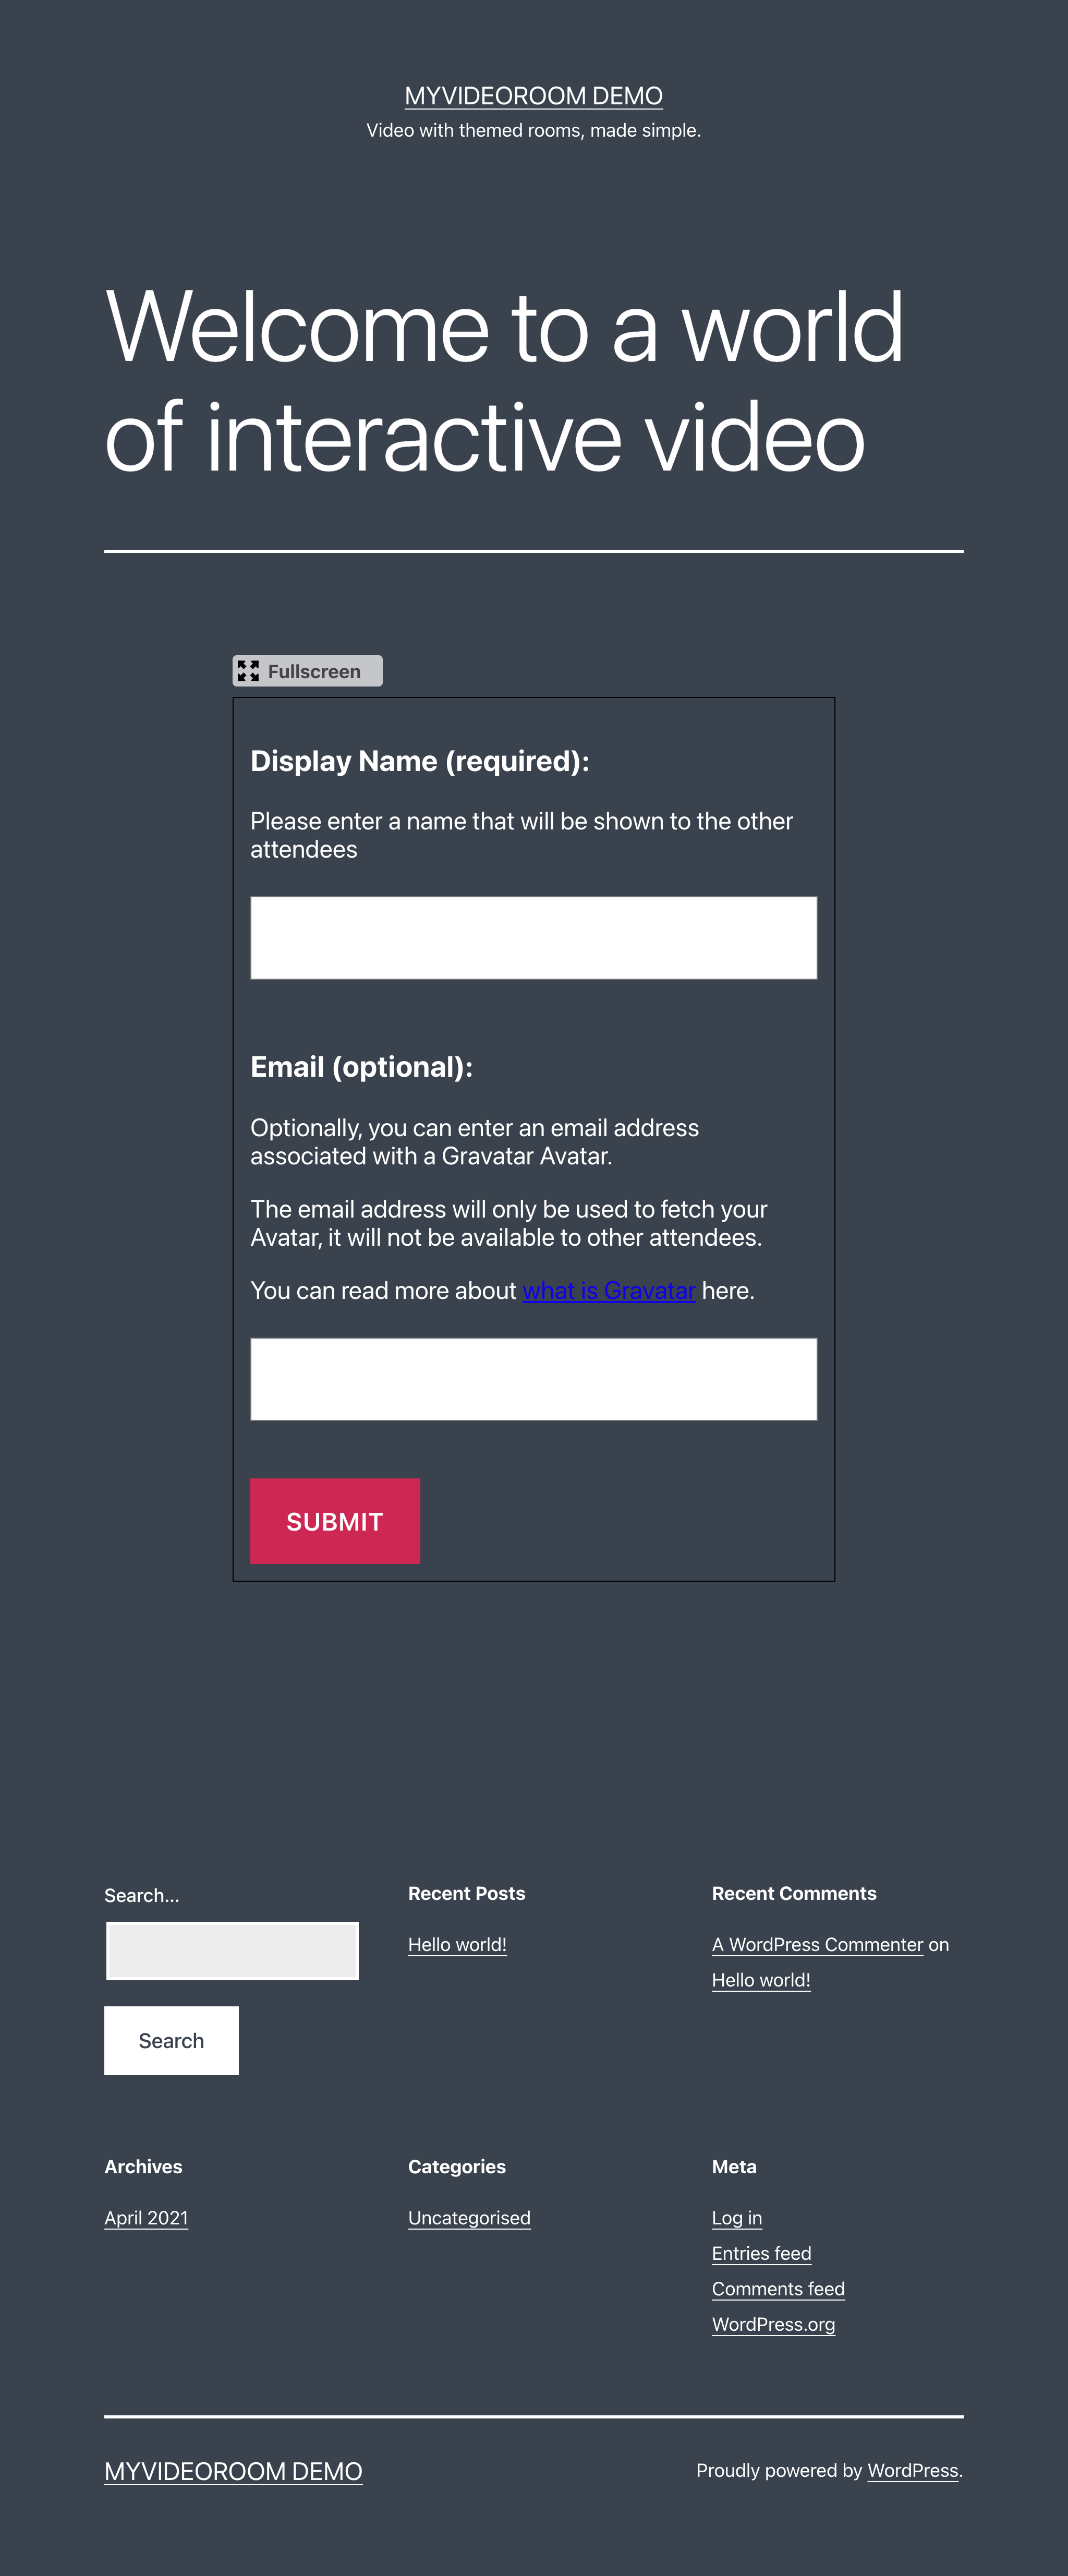 MYVIDEOROOM DEMO
Video with themed rooms, made simple.
Welcome to a world
of interactive video
Fullscreen
Display Name (required):
Please enter a name that will be shown to the other
attendees
Email (optional):
Optionally, you can enter an email address
associated with a Gravatar Avatar.
The email address will only be used to fetch your
Avatar, it will not be available to other attendees.
You can read more about what is Gravatar here.
SUBMIT
Search...
Search
Recent Posts
Hello world!
Recent Comments
A WordPress Commenter on
Hello world!
Archives
April 2021
Categories
Uncategorised
Meta
Log in
Entries feed
Comments feed
WordPress.org
MYVIDEOROOM DEMO
Proudly powered by WordPress.